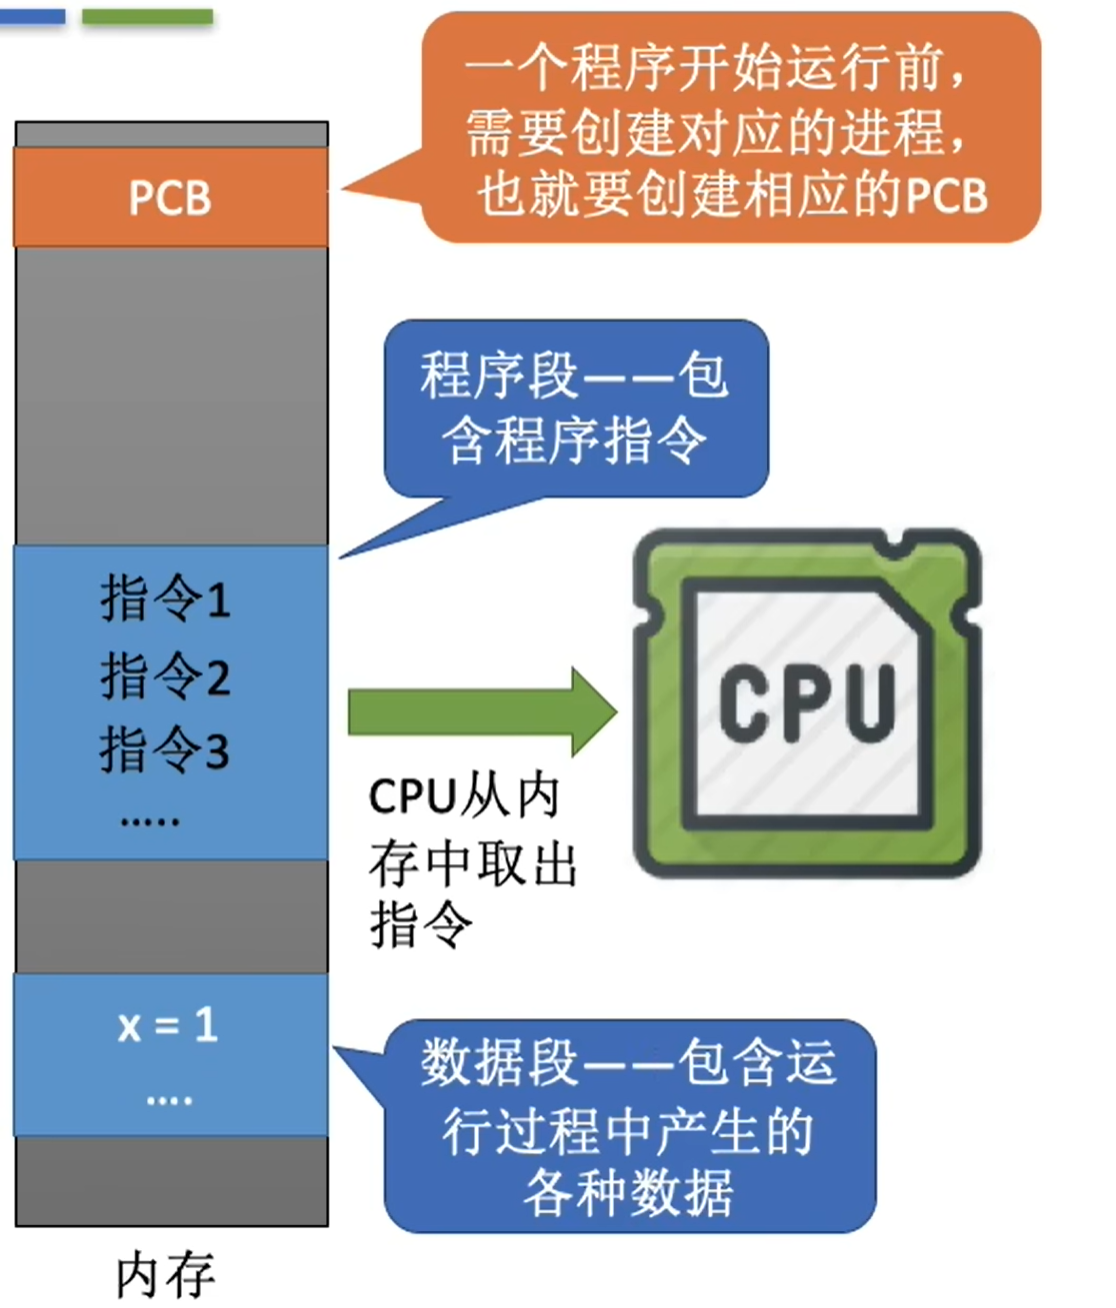 一个程序开始运行前，
需要创建对应的进程，
也就要创建相应的PCB
PCB
程序段——包
含程序指令
指令1
指令2
指令3
.....
CPU
CPU从内
存中取出
指令
x = 1
....
数据段——包含运
行过程中产生的
各种数据
内存